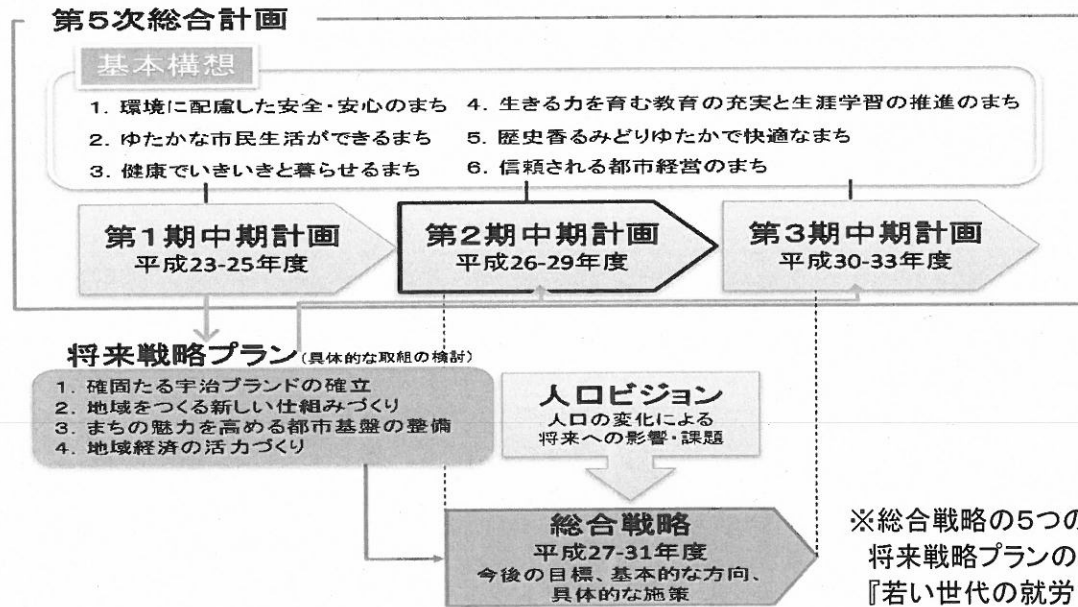 第5次総合計画
基本構想
1. 環境に配慮した安全・安心のまち
2. ゆたかな市民生活ができるまち
3. 健康でいきいきと暮らせるまち
4. 生きる力を育む教育の充実と生涯学習の推進のまち
5. 歴史香るみどりゆたかで快適なまち
6. 信頼される都市経営のまち
第1期中期計画
平成23-25年度
第2期中期計画
平成26-29年度
第3期中期計画
平成30-33年度
将来戦略プラン(具体的な取組の検討)
1. 確固たる宇治ブランドの確立
2. 地域をつくる新しい仕組みづくり
3. まちの魅力を高める都市基盤の整備
4. 地域経済の活力づくり
人口ビジョン
人口の変化による
将来への影響・課題
総合戦略
平成27-31年度
今後の目標、基本的な方向、
具体的な施策
※総合戦略の5つの
将来戦略プランの
『若い世代の就労